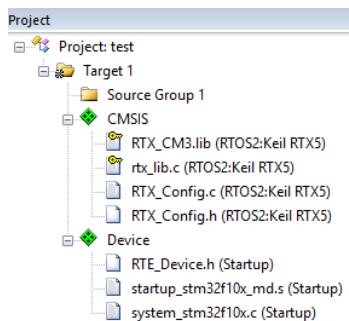 Project
Project: test
Target 1
Source Group 1
CMSIS
RTX_CM3.lib (RTOS2:Keil RTX5)
rtx_lib.c (RTOS2:Keil RTX5)
RTX_Config.c (RTOS2:Keil RTX5)
RTX_Config.h (RTOS2:Keil RTX5)
Device
RTE_Device.h (Startup)
startup_stm32f10x_md.s (Startup)
system_stm32f10x.c (Startup)